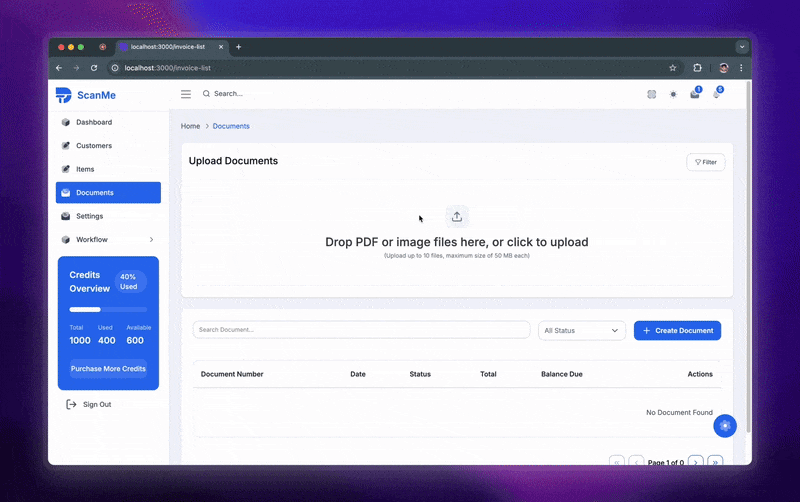 localhost:3000/invoice-list
localhost:3000/invoice-list
ScanMe
Search...
1
5
Dashboard
Customers
Items
Documents
Settings
Workflow
Credits Overview
40% Used
Total Used Available
1000 400 600
Purchase More Credits
Sign Out
Home > Documents
Upload Documents
Filter
Drop PDF or image files here, or click to upload
(Upload up to 10 files, maximum size of 50 MB each)
Search Document...
All Status
+ Create Document
Document Number Date Status Total Balance Due Actions
No Document Found
« ‹ Page 1 of 0 › »